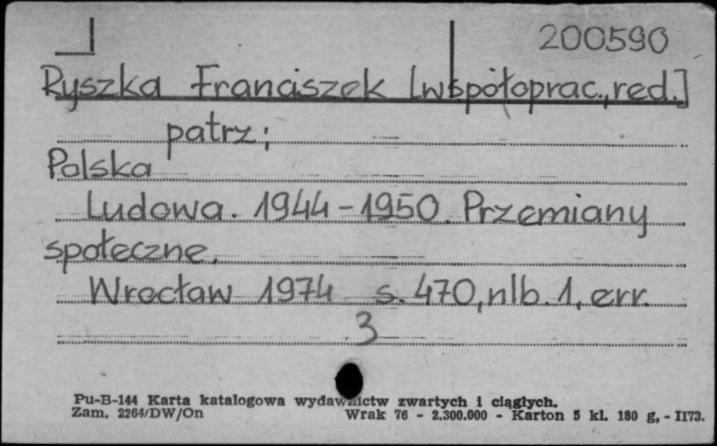 200590
Ryszka Franciszek [współoprac., red.]
patrz:
Polska
Ludowa. 1944-1950. Przemiany
społeczne.
Wrocław 1974 s. 470, nlb. 1, err.
3
Pu-B-144 Karta katalogowa wydawnictw zwartych i ciągłych.
Zam. 2264/DW/On Wrak 76 - 2.300.000 - Karton 5 kl. 180 g. - II73.